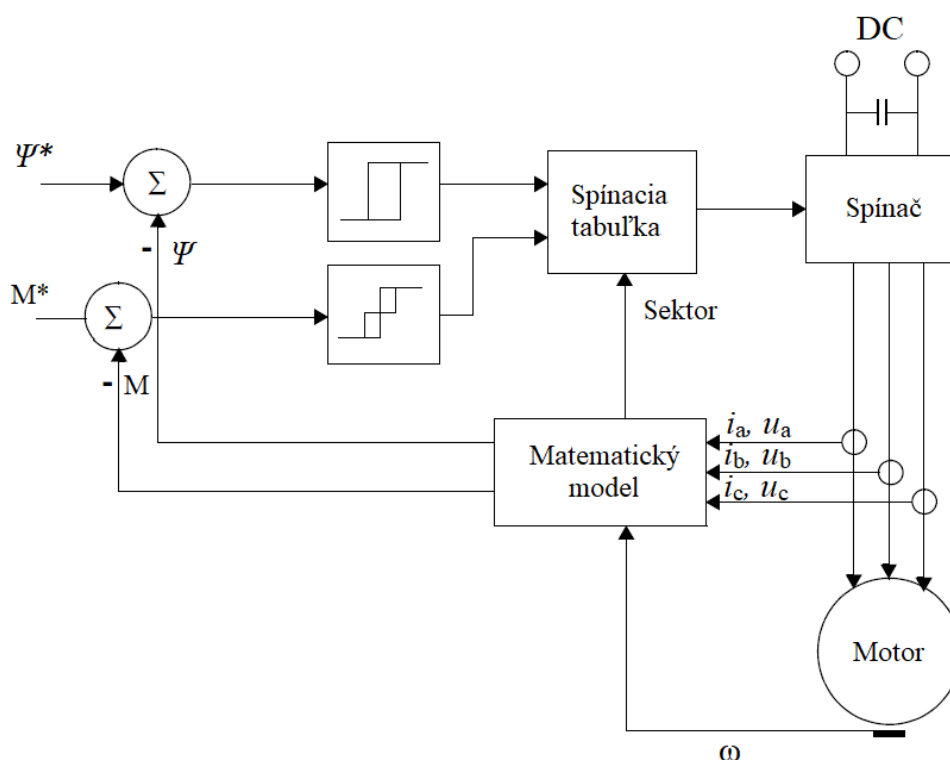 DC
Ψ*
Σ
Spínacia
tabuľka
Spínač
- Ψ
M*
Σ
Sektor
- M
Matematický
model
ia, ua
ib, ub
ic, uc
Motor
ω